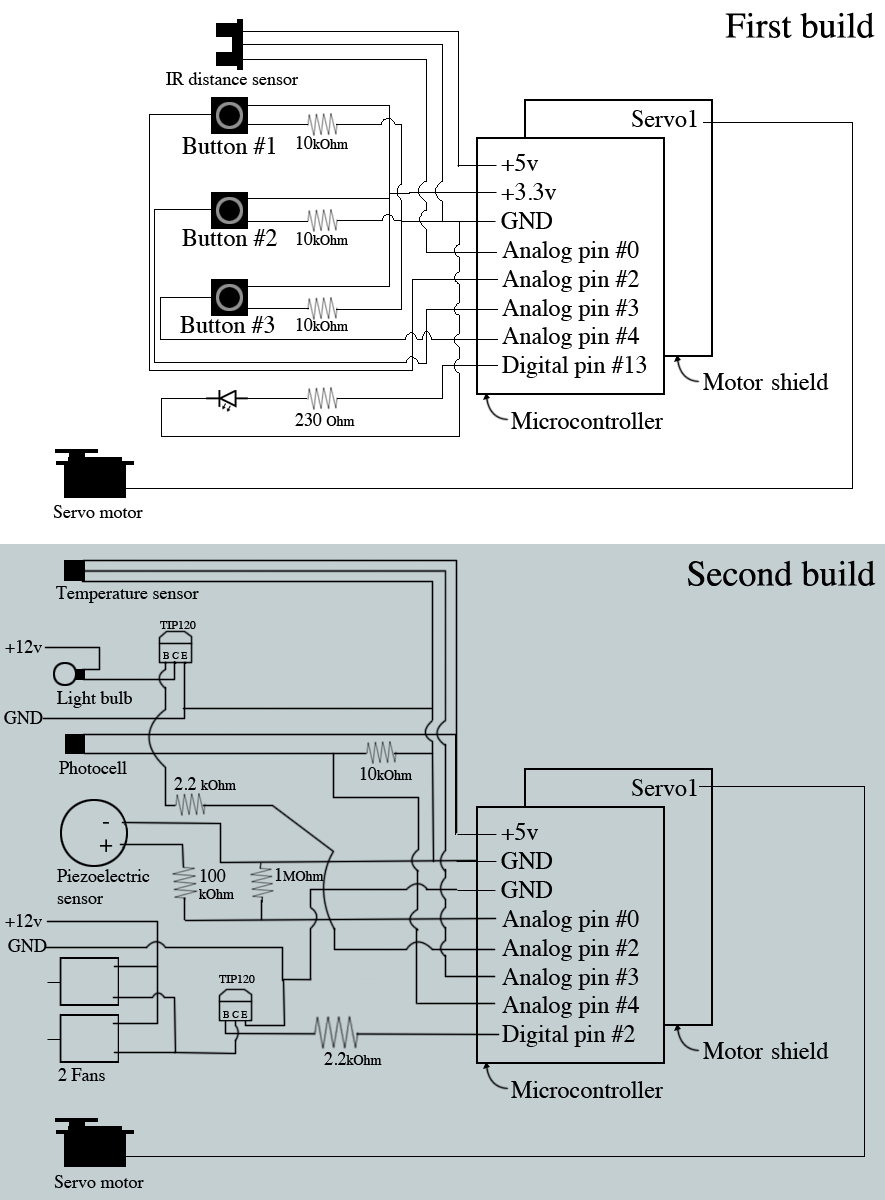 First build
IR distance sensor
Button #1
10kOhm
Servo1
+5v
+3.3v
Button #2
10kOhm
GND
Analog pin #0
Analog pin #2
Button #3
10kOhm
Analog pin #3
Analog pin #4
Digital pin #13
Motor shield
230 Ohm
Microcontroller
Servo motor
Second build
Temperature sensor
TIP120
+12v
B C E
Light bulb
GND
Photocell
10kOhm
2.2 kOhm
Servo1
-
+
+5v
GND
Piezoelectric
sensor
100
kOhm
1MOhm
GND
+12v
Analog pin #0
GND
Analog pin #2
TIP120
Analog pin #3
B C E
Analog pin #4
Digital pin #2
2.2kOhm
2 Fans
Motor shield
Microcontroller
Servo motor